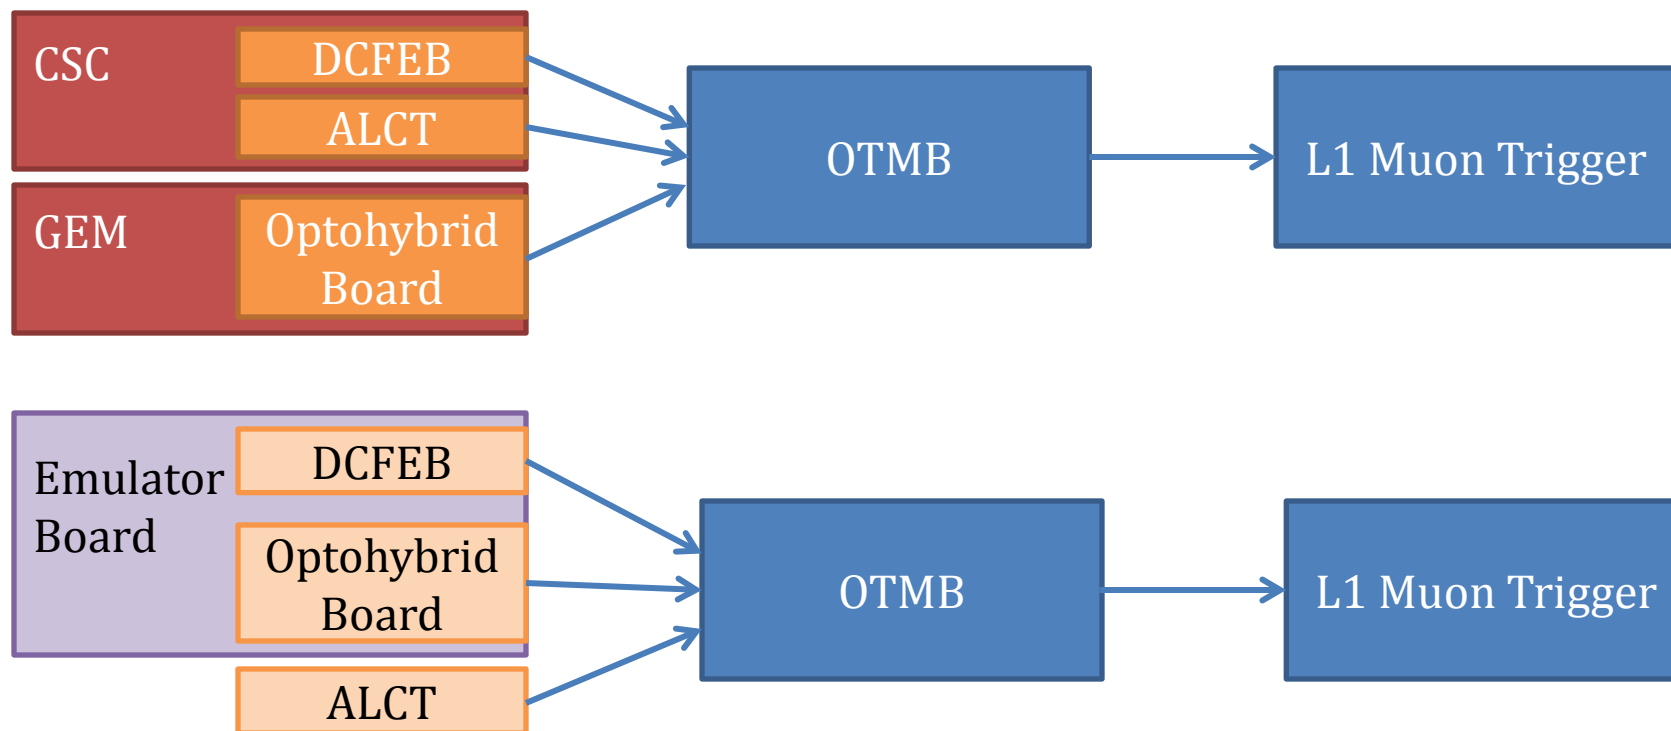 CSC
DCFEB
ALCT
GEM
Optohybrid
Board
OTMB
L1 Muon Trigger
Emulator
Board
DCFEB
Optohybrid
Board
ALCT
OTMB
L1 Muon Trigger